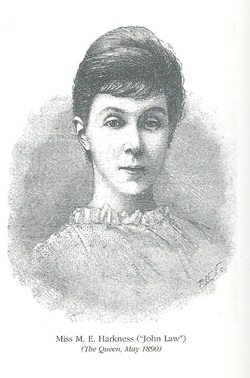 Miss M. E. Harkness ("John Law")
(The Queen, May 1890)